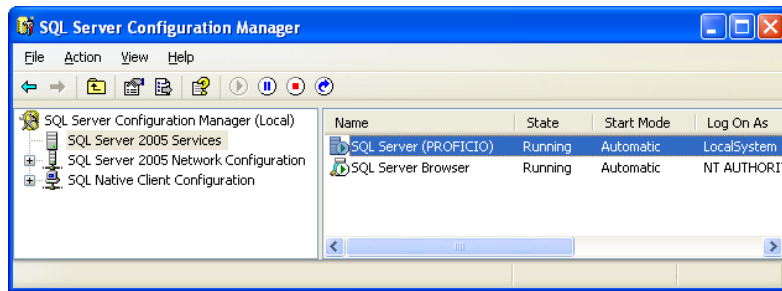 SQL Server Configuration Manager
File Action View Help
SQL Server Configuration Manager (Local)
SQL Server 2005 Services
SQL Server 2005 Network Configuration
SQL Native Client Configuration
Name State Start Mode Log On As
SQL Server (PROFICIO) Running Automatic LocalSystem
SQL Server Browser Running Automatic NT AUTHORI